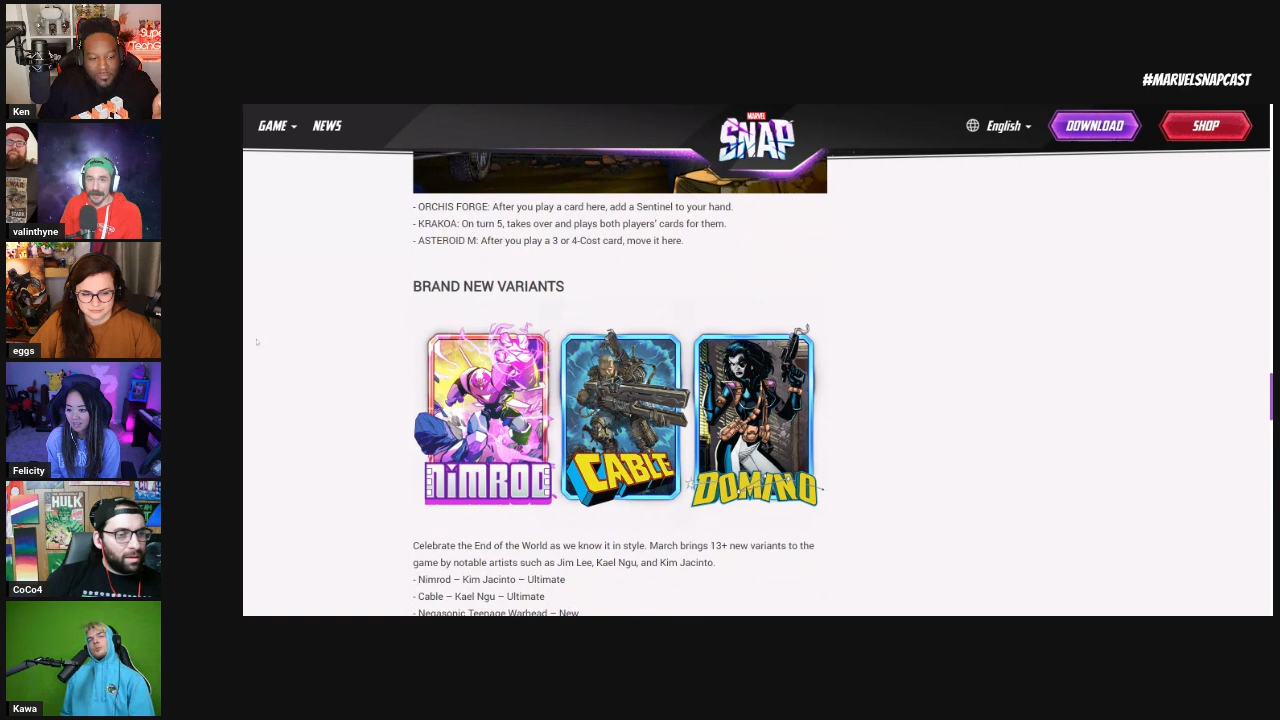 Ken
valinthyne
eggs
Felicity
CoCo4
Kawa
HULK
#MARVELSNAPCAST
GAME
NEWS
MARVEL
SNAP
English
DOWNLOAD
SHOP
- ORCHIS FORGE: After you play a card here, add a Sentinel to your hand.
- KRAKOA: On turn 5, takes over and plays both players' cards for them.
- ASTEROID M: After you play a 3 or 4-Cost card, move it here.
BRAND NEW VARIANTS
NIMROD
CABLE
DOMINO
Celebrate the End of the World as we know it in style. March brings 13+ new variants to the
game by notable artists such as Jim Lee, Kael Ngu, and Kim Jacinto.
- Nimrod – Kim Jacinto – Ultimate
- Cable – Kael Ngu – Ultimate
- Negasonic Teenage Warhead – New